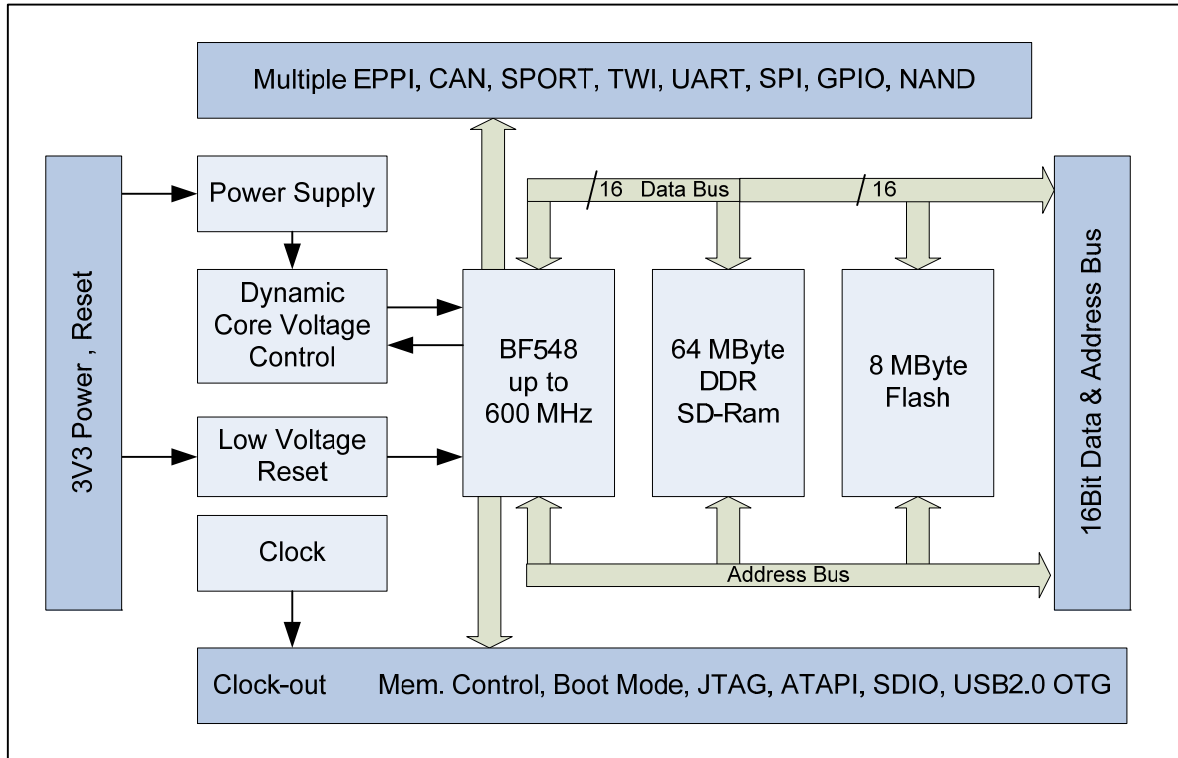 Multiple EPPI, CAN, SPORT, TWI, UART, SPI, GPIO, NAND
3V3 Power , Reset
Power Supply
Dynamic
Core Voltage
Control
Low Voltage
Reset
Clock
16 Data Bus
16
BF548
up to
600 MHz
64 MByte
DDR
SD-Ram
8 MByte
Flash
Address Bus
16Bit Data & Address Bus
Clock-out Mem. Control, Boot Mode, JTAG, ATAPI, SDIO, USB2.0 OTG